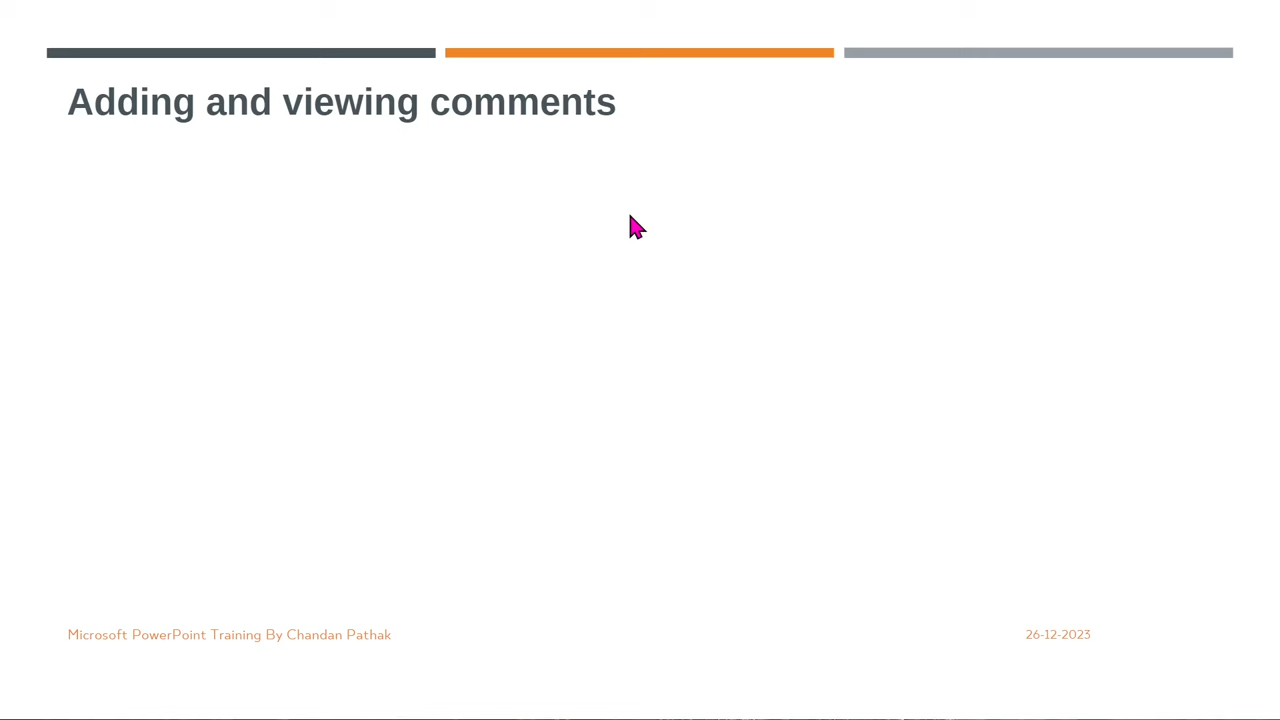 Adding and viewing comments
Microsoft PowerPoint Training By Chandan Pathak
26-12-2023